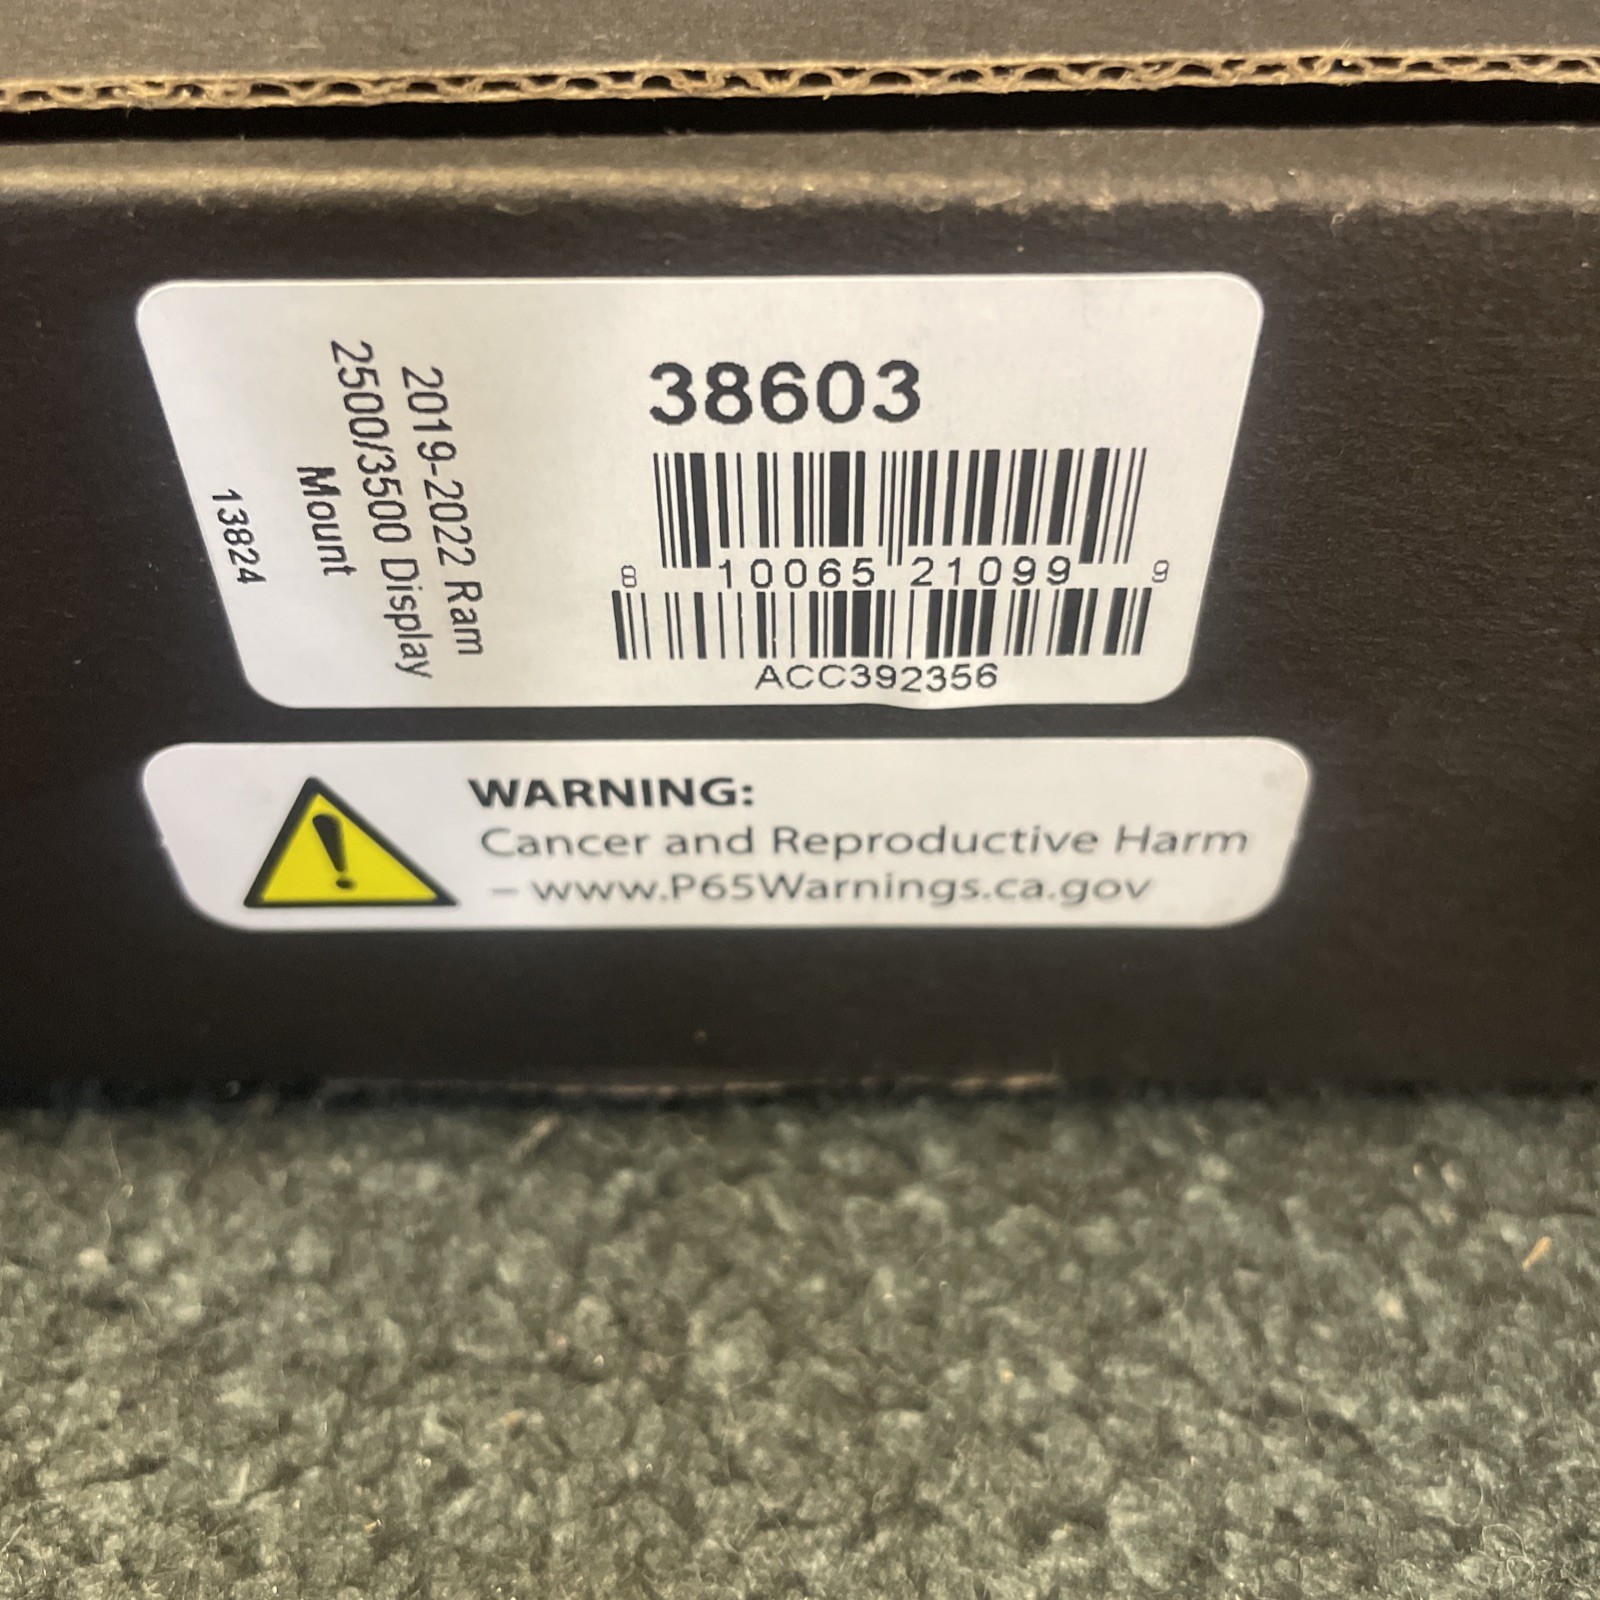 38603
8 10065 21099 9
ACC392356
2019-2022 Ram
2500/3500 Display
Mount
13824
WARNING:
Cancer and Reproductive Harm
– www.P65Warnings.ca.gov